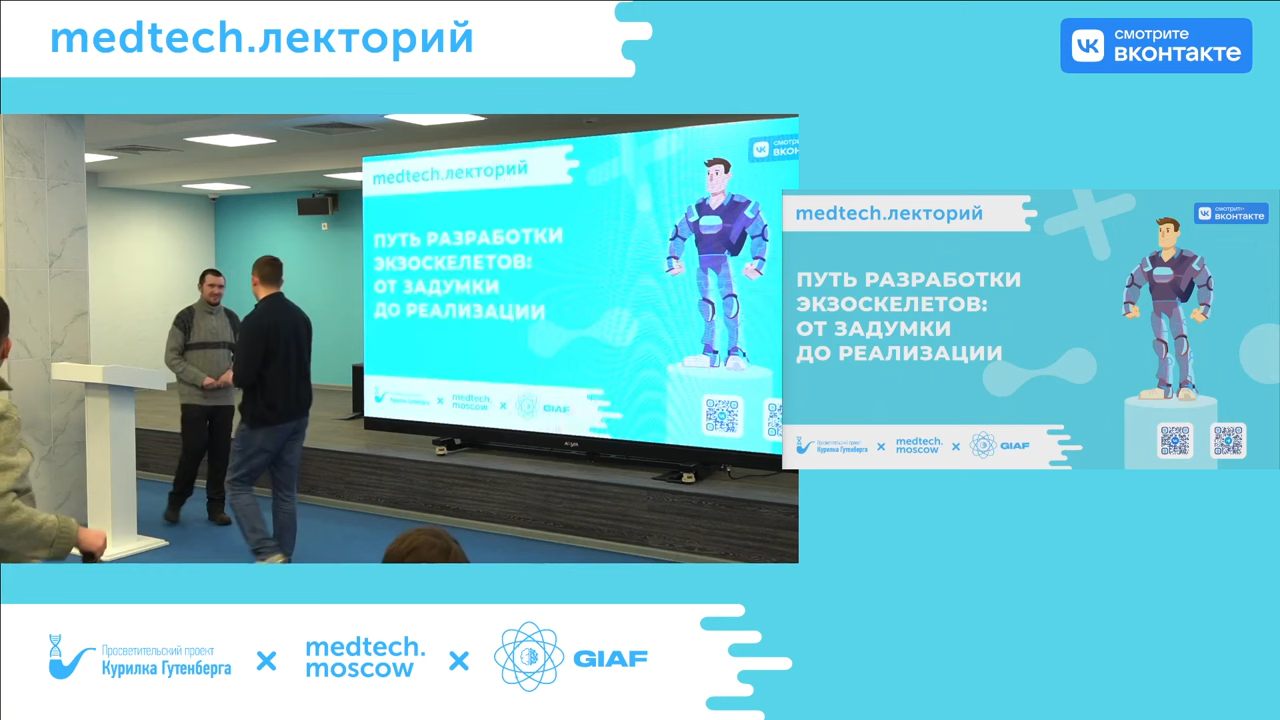 medtech.лекторий
смотрите
вконтакте
medtech.лекторий
ПУТЬ РАЗРАБОТКИ
ЭКЗОСКЕЛЕТОВ:
ОТ ЗАДУМКИ
ДО РЕАЛИЗАЦИИ
medtech.
moscow
GIAF
medtech.лекторий
вконтакте
ПУТЬ РАЗРАБОТКИ
ЭКЗОСКЕЛЕТОВ:
ОТ ЗАДУМКИ
ДО РЕАЛИЗАЦИИ
Просветительский проект
Курилка Гутенберга
medtech.
moscow
GIAF
Просветительский проект
Курилка Гутенберга
medtech.
moscow
GIAF